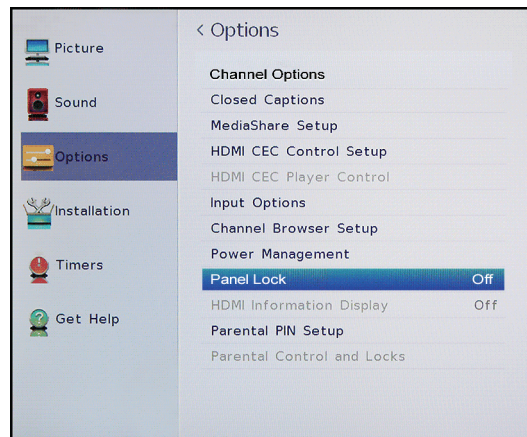 < Options
Picture
Sound
Options
Installation
Timers
Get Help
Channel Options
Closed Captions
MediaShare Setup
HDMI CEC Control Setup
HDMI CEC Player Control
Input Options
Channel Browser Setup
Power Management
Panel Lock Off
HDMI Information Display Off
Parental PIN Setup
Parental Control and Locks